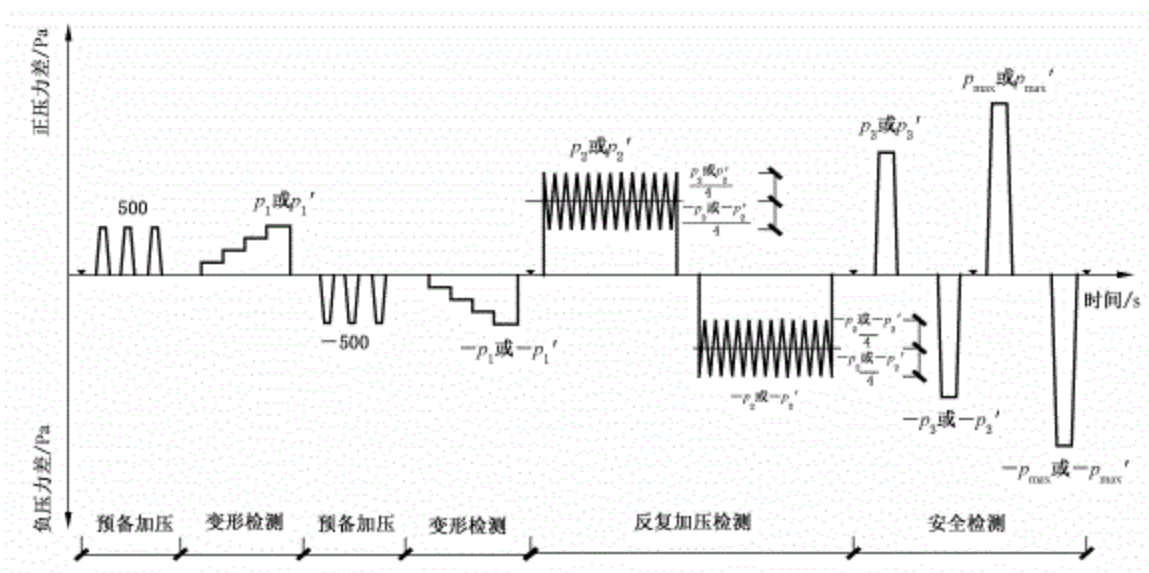 正压力差/Pa
负压力差/Pa
500
p₁或p₁′
−500
−p₁或−p₁′
p₂或p₂′
p₂或p₂′
4
−p₂或−p₂′
4
−p₂或−p₂′
4
−p₂或−p₂′
4
−p₂或−p₂′
p₃或p₃′
pmax或pmax′
时间/s
−p₃或−p₃′
−pmax或−pmax′
预备加压
变形检测
预备加压
变形检测
反复加压检测
安全检测